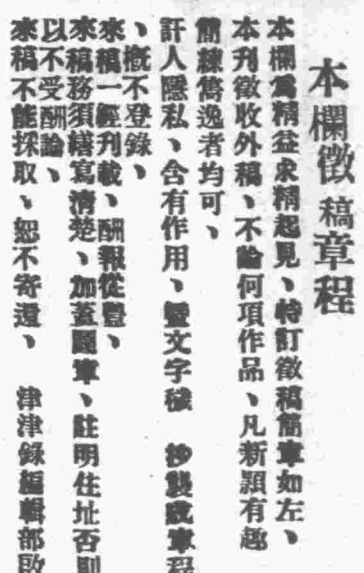 本欄徵稿章程
本欄爲精益求精起見、特訂徵稿簡章如左、
本刊徵收外稿、不論何項作品、凡新穎有趣
簡練雋逸者均可、
訐人隱私、含有作用、暨文字穢 抄襲成章程
、概不登錄、
來稿一經刊載、酬報從豐、
來稿務須繕寫清楚、加蓋圖章、註明住址否則
以不受酬論、
來稿不能採取、恕不寄還、 津津錄編輯部啟